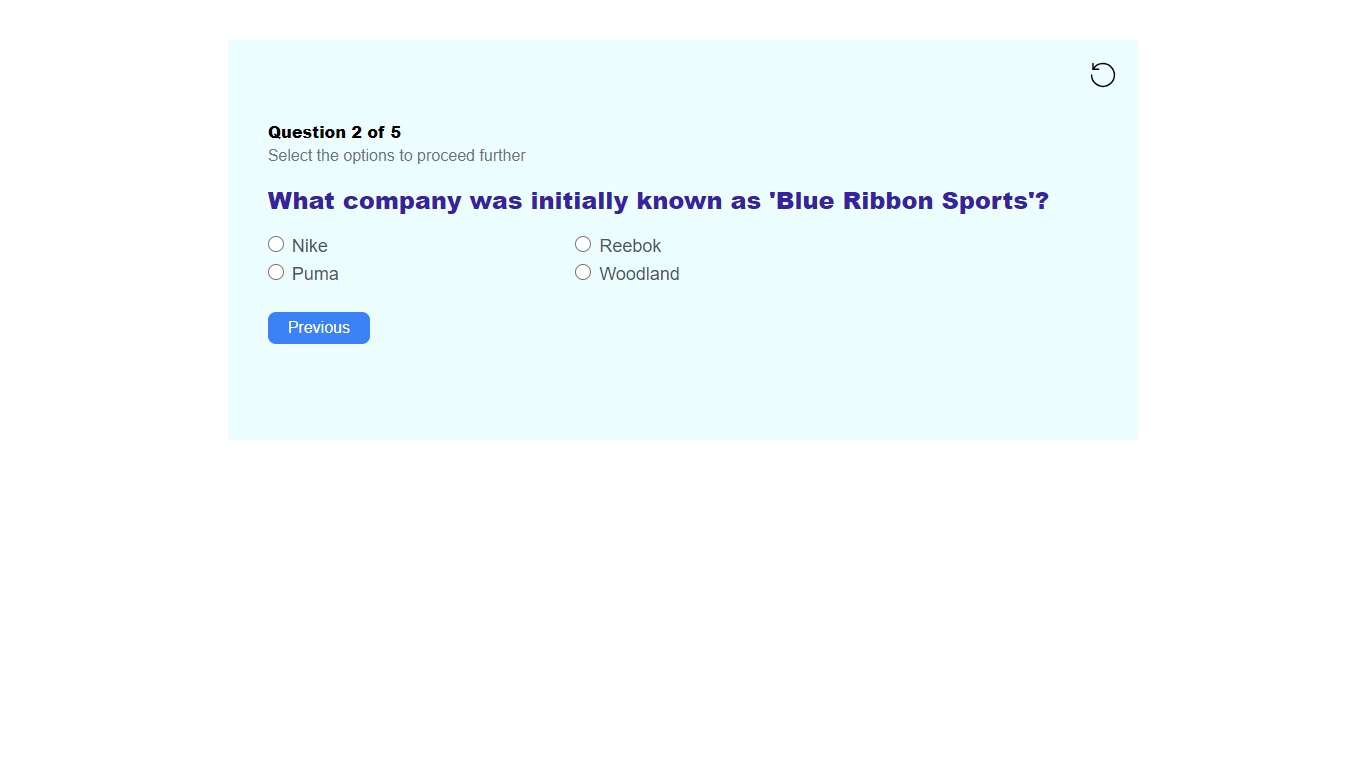 Question 2 of 5
Select the options to proceed further
What company was initially known as 'Blue Ribbon Sports'?
Nike
Reebok
Puma
Woodland
Previous